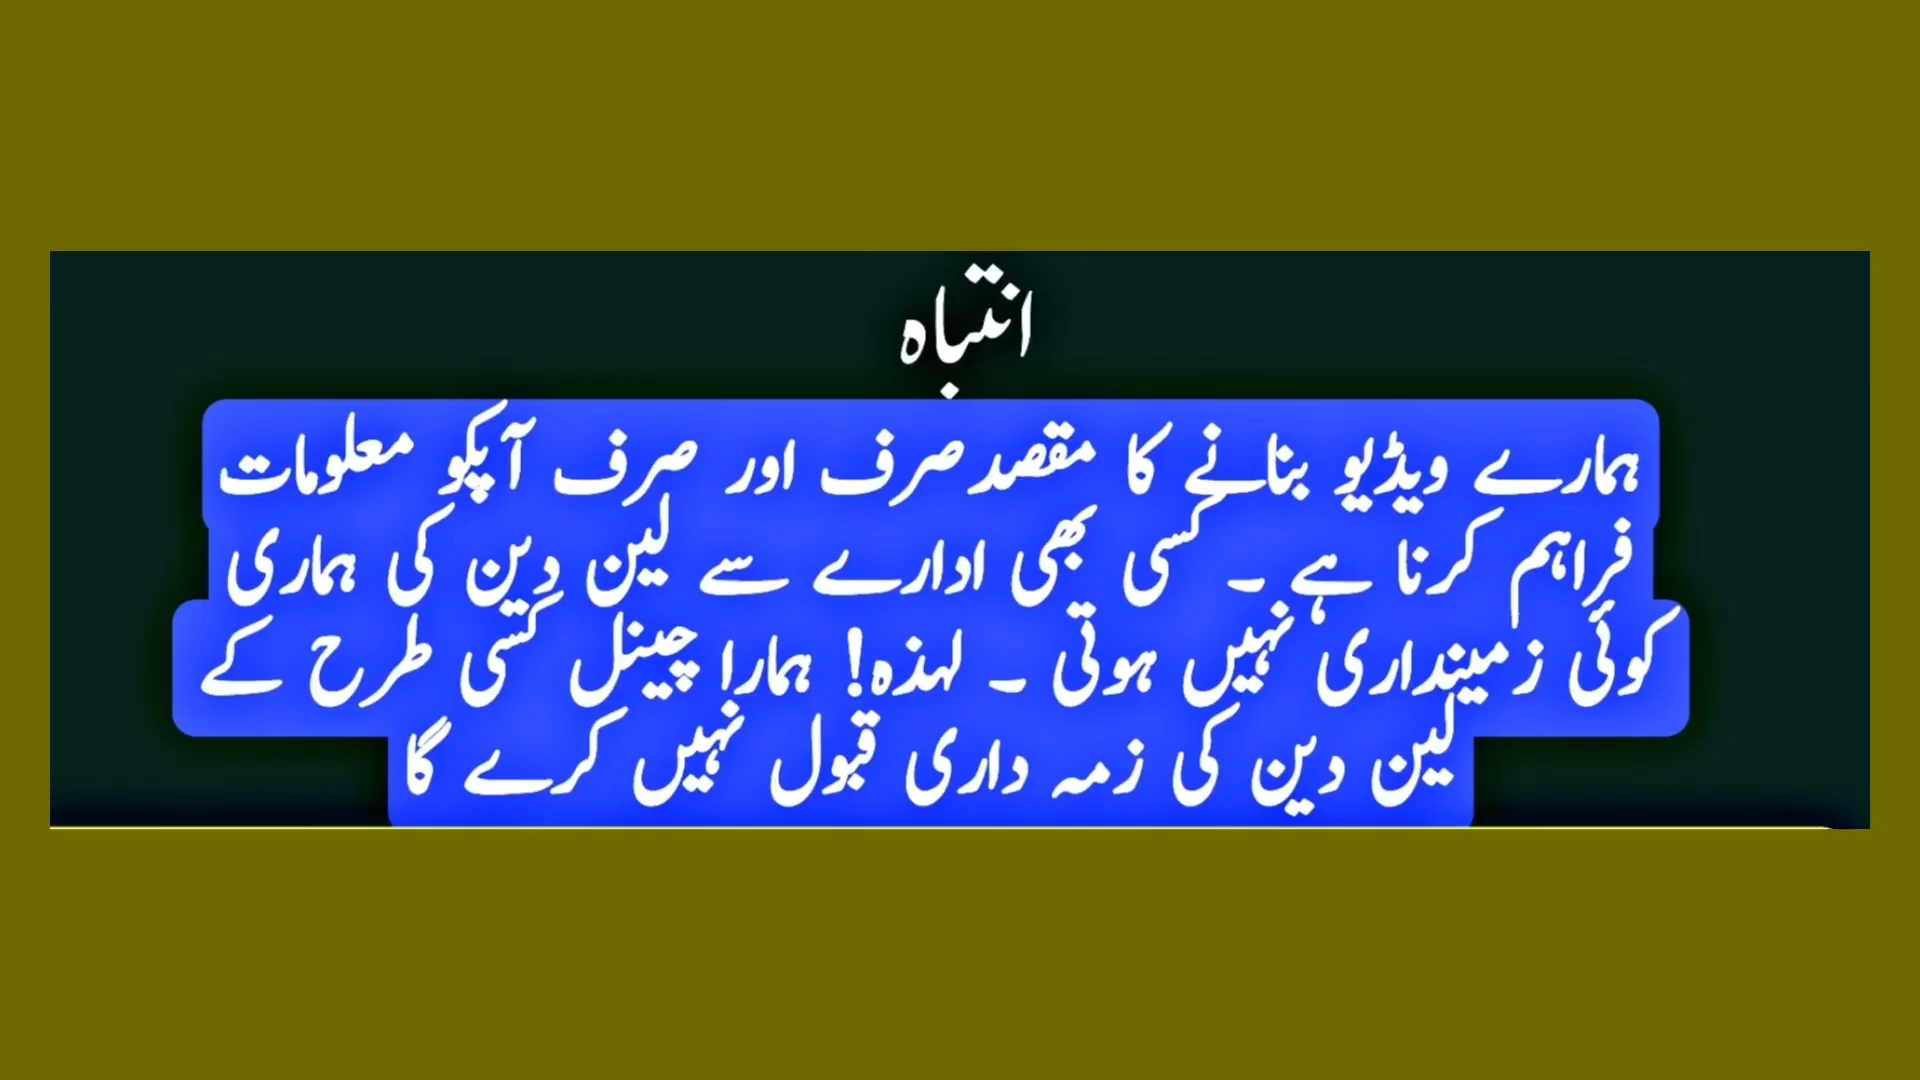 انتباہ
ہمارے ویڈیو بنانے کا مقصد صرف اور صرف آپکو معلومات
فراہم کرنا ہے ۔ کسی بھی ادارے سے لین دین کی ہماری
کوئی زمینداری نہیں ہوتی ۔ لہذہ! ہمارا چینل کسی طرح کے
لین دین کی زمہ داری قبول نہیں کرے گا